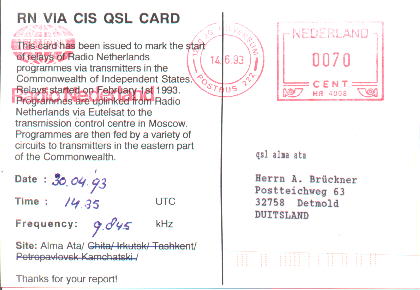 RN VIA CIS QSL CARD
This card has been issued to mark the start
of relays of Radio Netherlands
programmes via transmitters in the
Commonwealth of Independent States.
Relays started on February 1st 1993.
Programmes are uplinked from Radio
Netherlands via Eutelsat to the
transmission control centre in Moscow.
Programmes are then fed by a variety of
circuits to transmitters in the eastern part
of the Commonwealth.
Radio Nederland
Date : 30.04.'93
Time : 14.35 UTC
Frequency: 9.845 kHz
Site: Alma Ata/ Chita/ Irkutsk/ Tashkent/
Petropavlovsk Kamchatski./
Thanks for your report!
14.6.93
POSTBUS 222
NEDERLAND
0070
CENT
qsl alma ata
Herrn A. Brückner
Postteichweg 63
32758 Detmold
DUITSLAND